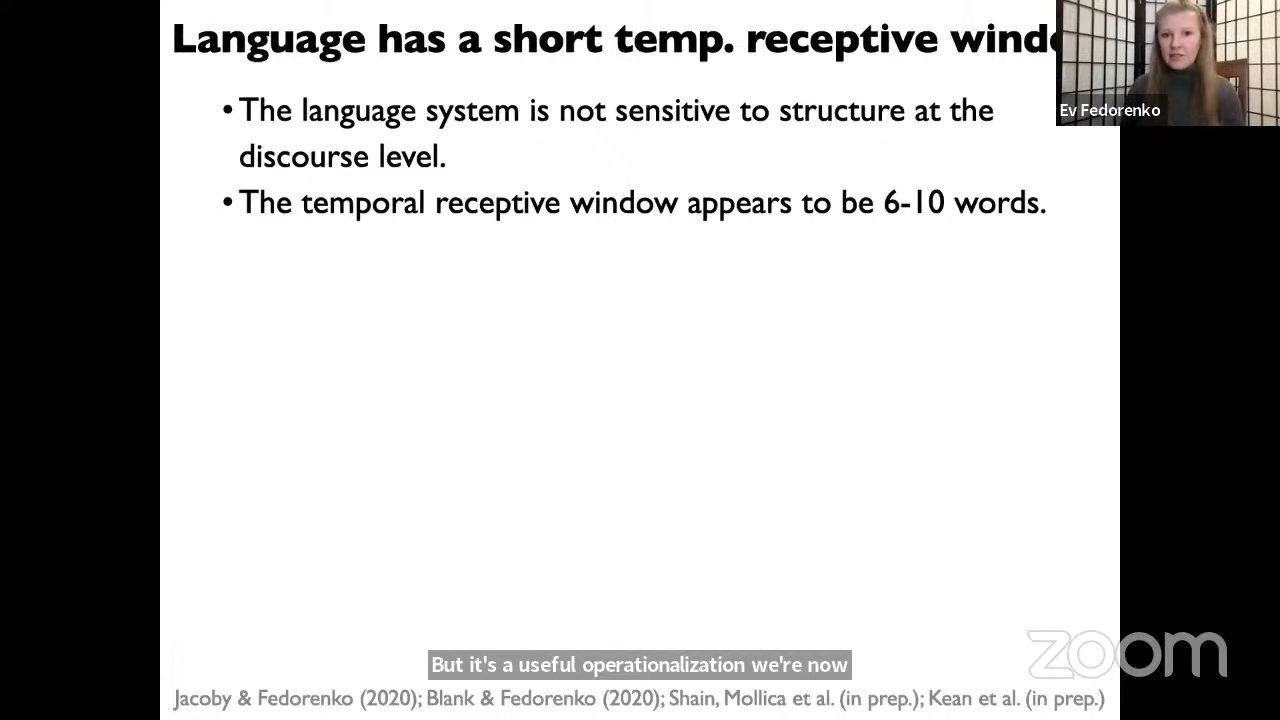 Language has a short temp. receptive
Ev Fedorenko
• The language system is not sensitive to structure at the
discourse level.
• The temporal receptive window appears to be 6-10 words.
But it's a useful operationalization we're now
zoom
Jacoby & Fedorenko (2020); Blank & Fedorenko (2020); Shain, Mollica et al. (in prep.); Kean et al. (in prep.)